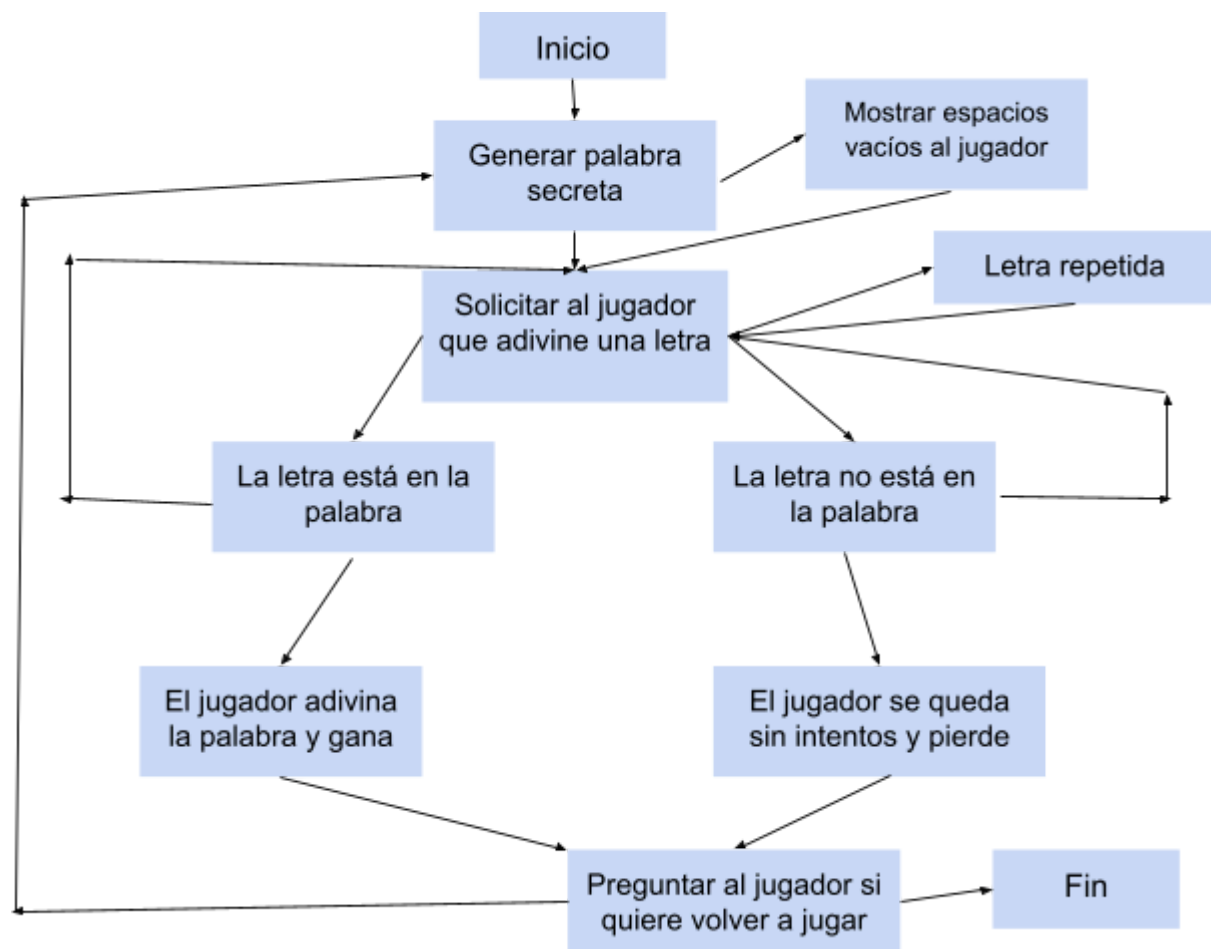 Inicio
Mostrar espacios
vacíos al jugador
Generar palabra
secreta
Letra repetida
Solicitar al jugador
que adivine una letra
La letra está en la
palabra
La letra no está en
la palabra
El jugador adivina
la palabra y gana
El jugador se queda
sin intentos y pierde
Preguntar al jugador si
quiere volver a jugar
Fin